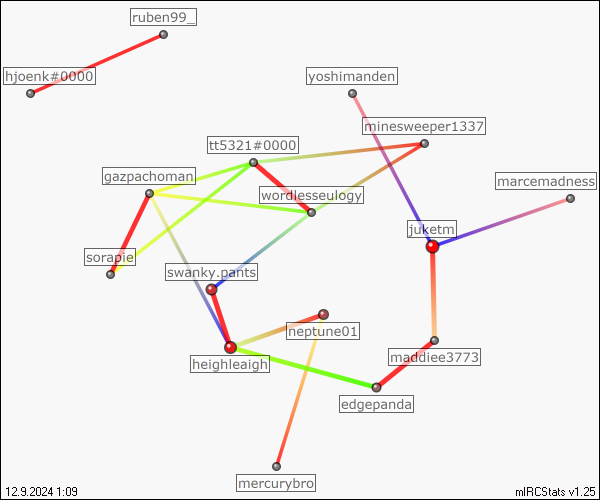 ruben99_
hjoenk#0000
yoshimanden
minesweeper1337
tt5321#0000
gazpachoman
marcemadness
wordlesseulogy
juketm
sorapie
swanky.pants
neptune01
maddiee3773
heighleaigh
edgepanda
mercurybro
12.9.2024 1:09
mIRCStats v1.25